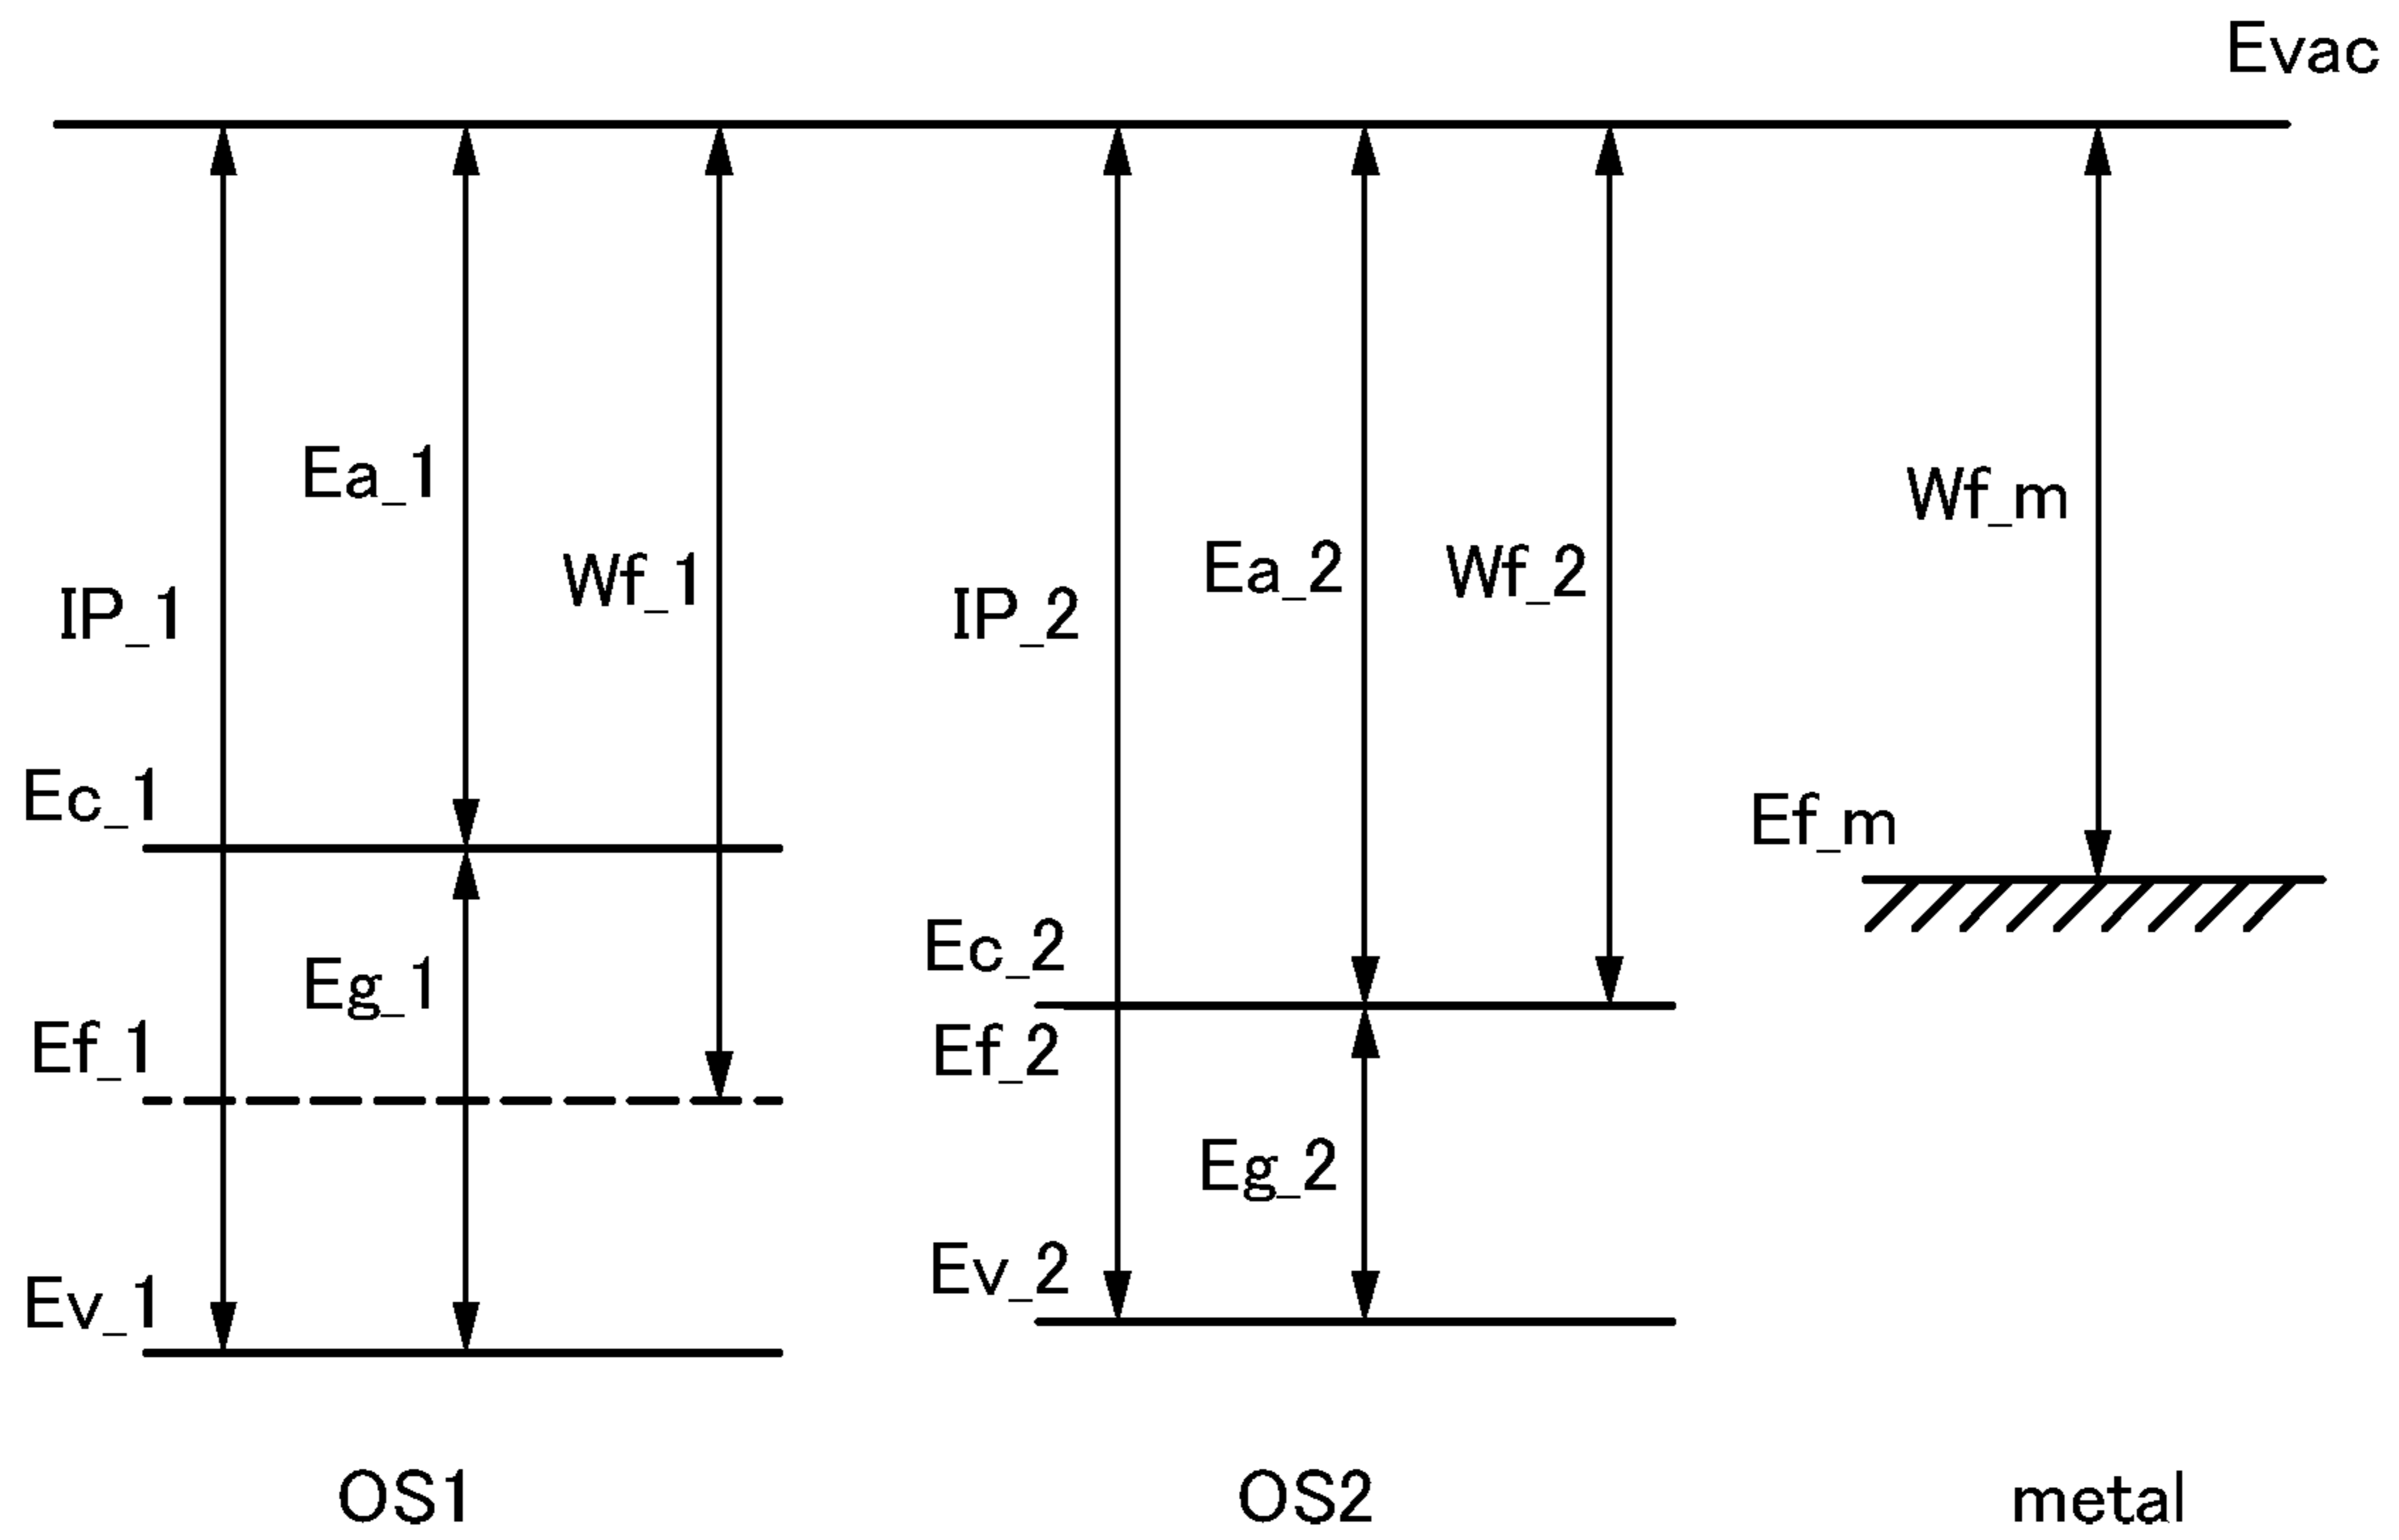 Evac
Ea_1
Wf_1
IP_1
Ec_1
Eg_1
Ef_1
Ev_1
OS1
Ea_2
Wf_2
IP_2
Ec_2
Ef_2
Eg_2
Ev_2
OS2
Wf_m
Ef_m
metal